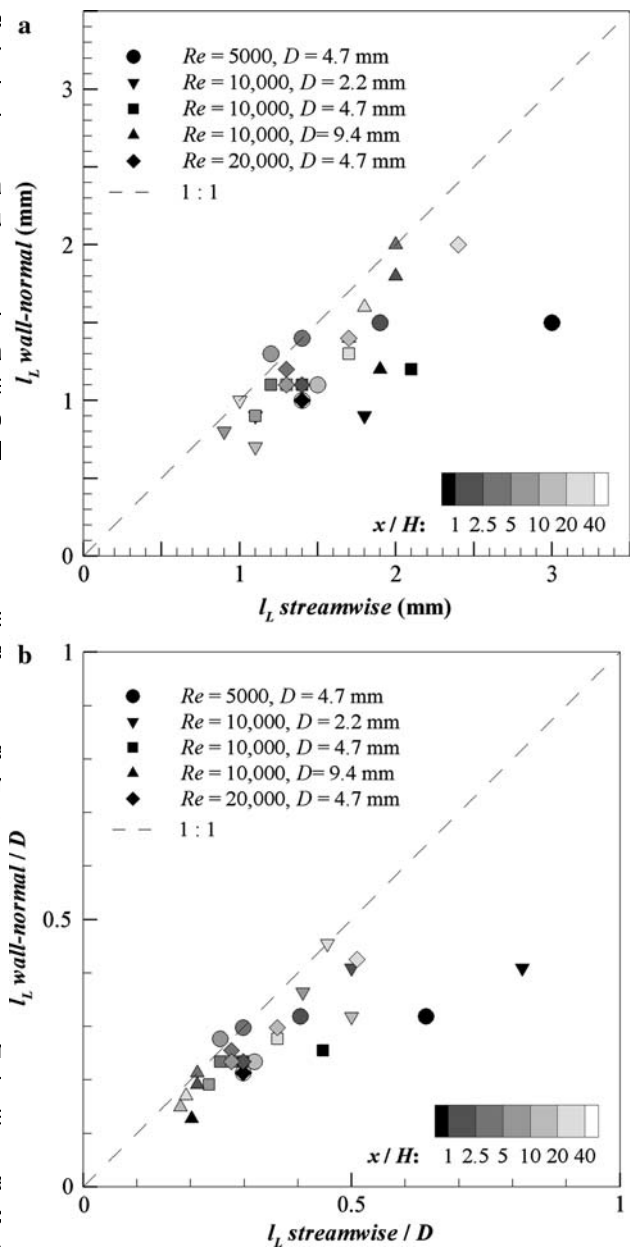 a
Re = 5000, D = 4.7 mm
Re = 10,000, D = 2.2 mm
Re = 10,000, D = 4.7 mm
Re = 10,000, D= 9.4 mm
Re = 20,000, D = 4.7 mm
1 : 1
3
2
1
0
l_L wall-normal (mm)
x / H: 1 2.5 5 10 20 40
0 1 2 3
l_L streamwise (mm)
b
1
Re = 5000, D = 4.7 mm
Re = 10,000, D = 2.2 mm
Re = 10,000, D = 4.7 mm
Re = 10,000, D= 9.4 mm
Re = 20,000, D = 4.7 mm
1 : 1
0.5
0
l_L wall-normal / D
x / H: 1 2.5 5 10 20 40
0 0.5 1
l_L streamwise / D